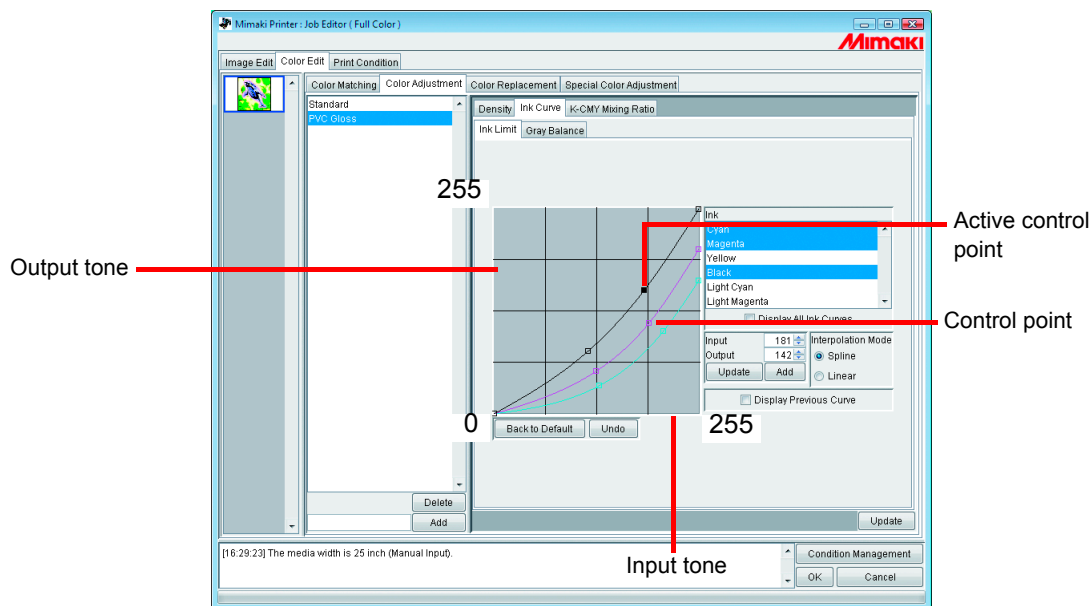 Mimaki Printer : Job Editor ( Full Color )
Mimaki
Image Edit Color Edit Print Condition
Color Matching Color Adjustment Color Replacement Special Color Adjustment
Standard
PVC Gloss
Density Ink Curve K-CMY Mixing Ratio
Ink Limit Gray Balance
255
Output tone
Ink
Cyan
Magenta
Yellow
Black
Light Cyan
Light Magenta
Active control
point
Display All Ink Curves
Control point
Input 181
Output 142
Update Add
Interpolation Mode
Spline
Linear
Display Previous Curve
0
255
Back to Default Undo
Delete
Add
Update
Input tone
[16:29:23] The media width is 25 inch (Manual Input).
Condition Management
OK Cancel